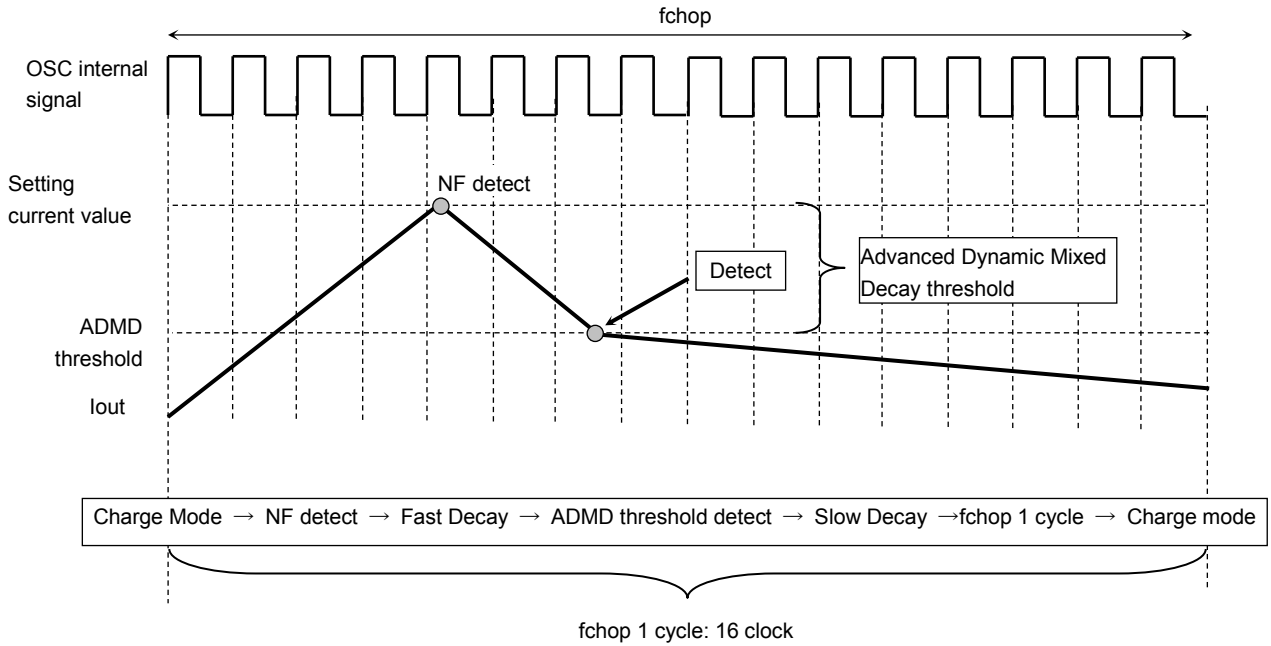 fchop
OSC internal
signal
Setting
current value
NF detect
Detect
Advanced Dynamic Mixed
Decay threshold
ADMD
threshold
Iout
Charge Mode → NF detect → Fast Decay → ADMD threshold detect → Slow Decay →fchop 1 cycle → Charge mode
fchop 1 cycle: 16 clock